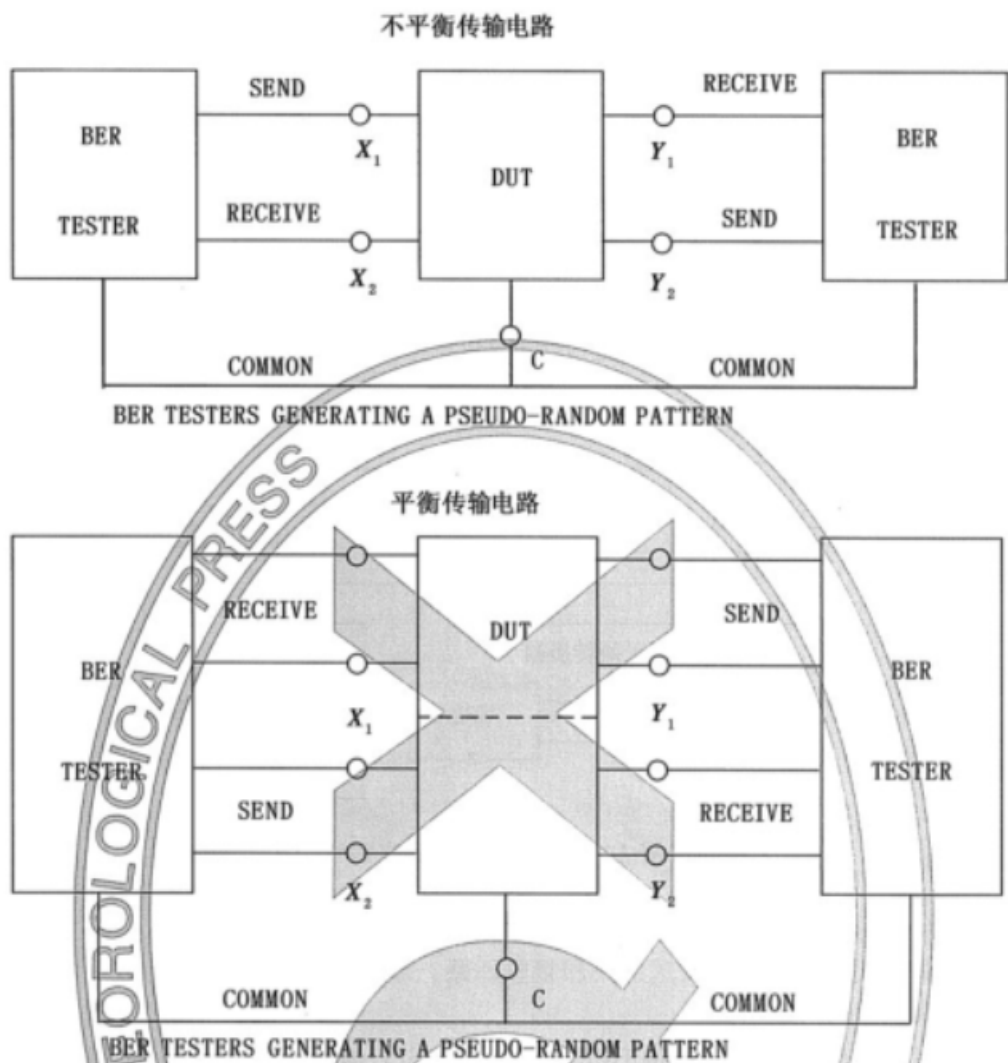 不平衡传输电路
SEND
RECEIVE
BER
DUT
BER
X₁
Y₁
TESTER
RECEIVE
SEND
TESTER
X₂
Y₂
C
COMMON
COMMON
BER TESTERS GENERATING A PSEUDO-RANDOM PATTERN
平衡传输电路
RECEIVE
SEND
DUT
BER
BER
X₁
Y₁
TESTER
TESTER
SEND
RECEIVE
X₂
Y₂
C
COMMON
COMMON
BER TESTERS GENERATING A PSEUDO-RANDOM PATTERN
OROLOGICAL PRESS